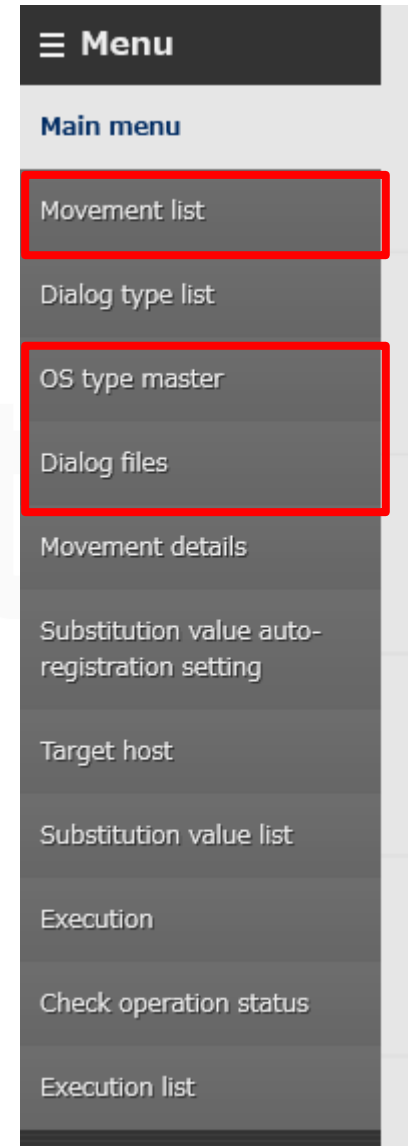 ☰ Menu
Main menu
Movement list
Dialog type list
OS type master
Dialog files
Movement details
Substitution value auto-
registration setting
Target host
Substitution value list
Execution
Check operation status
Execution list